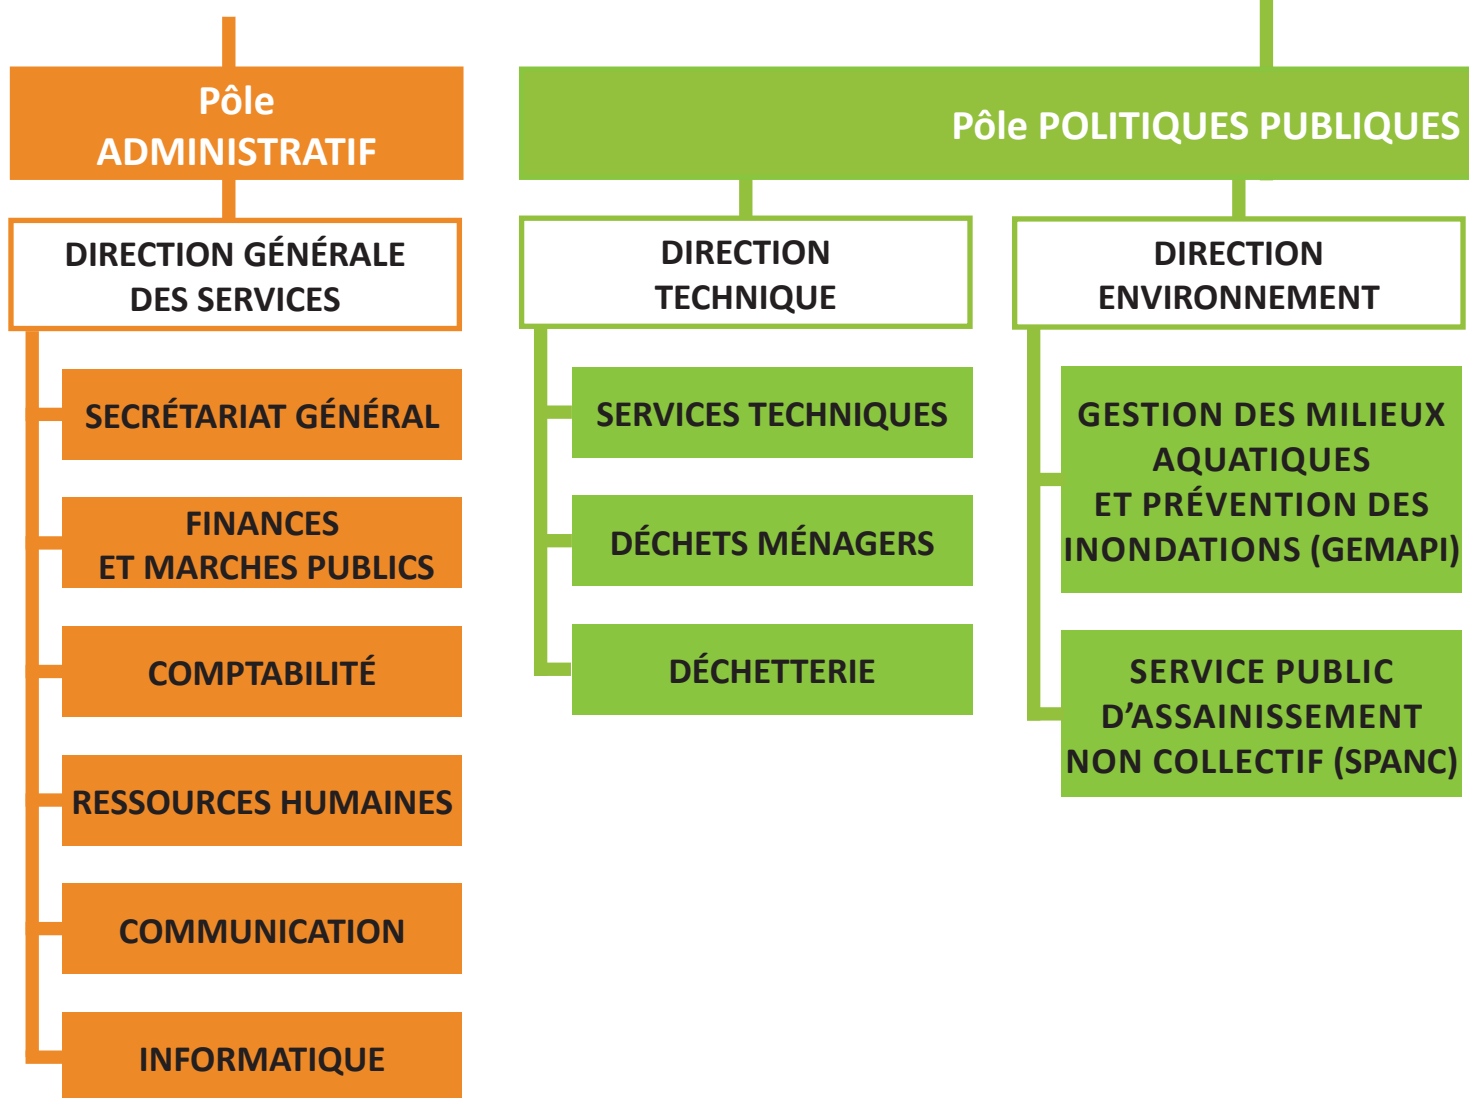 Pôle
ADMINISTRATIF
DIRECTION GÉNÉRALE
DES SERVICES
SECRÉTARIAT GÉNÉRAL
FINANCES
ET MARCHES PUBLICS
COMPTABILITÉ
RESSOURCES HUMAINES
COMMUNICATION
INFORMATIQUE
Pôle POLITIQUES PUBLIQUES
DIRECTION
TECHNIQUE
SERVICES TECHNIQUES
DÉCHETS MÉNAGERS
DÉCHETTERIE
DIRECTION
ENVIRONNEMENT
GESTION DES MILIEUX
AQUATIQUES
ET PRÉVENTION DES
INONDATIONS (GEMAPI)
SERVICE PUBLIC
D’ASSAINISSEMENT
NON COLLECTIF (SPANC)